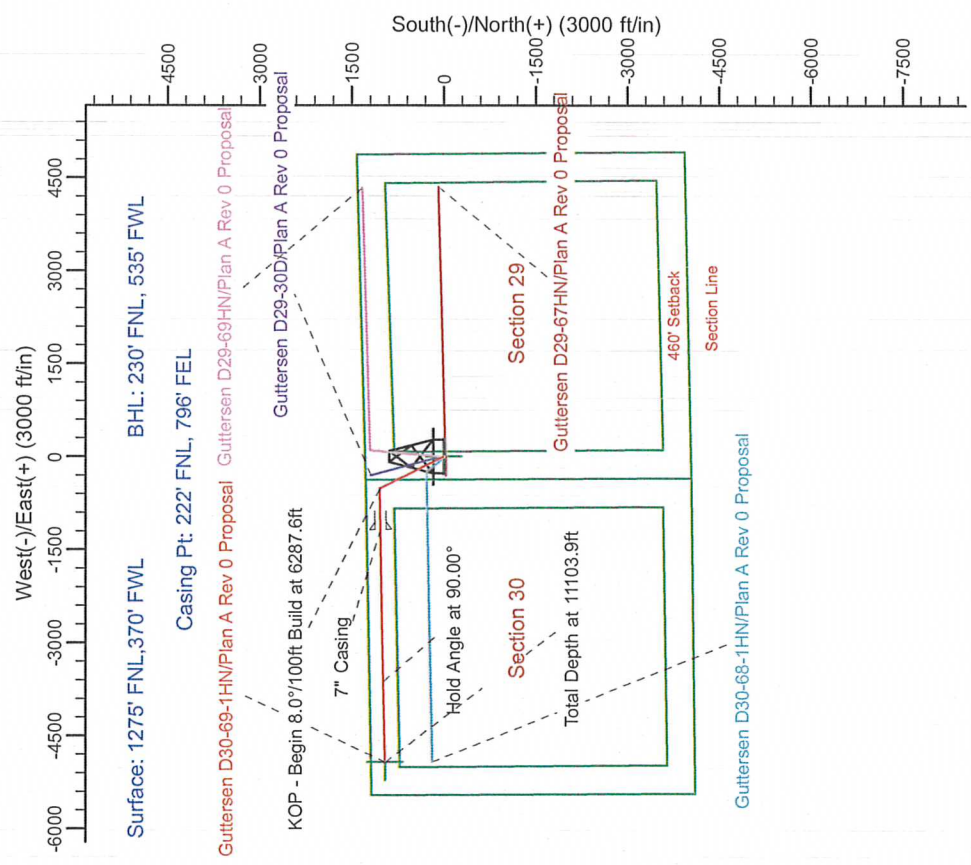 South(-)/North(+) (3000 ft/in)
4500
3000
1500
0
-1500
-3000
-4500
-6000
-7500
West(-)/East(+) (3000 ft/in)
4500
3000
1500
0
-1500
-3000
-4500
-6000
Surface: 1275' FNL,370' FWL
BHL: 230' FNL, 535' FWL
Casing Pt: 222' FNL, 796' FEL
Guttersen D30-69-1HN/Plan A Rev 0 Proposal
Guttersen D29-69HN/Plan A Rev 0 Proposal
Guttersen D29-30D/Plan A Rev 0 Proposal
KOP - Begin 8.0°/100ft Build at 6287.6ft
7" Casing
Hold Angle at 90.00°
Section 30
Section 29
Guttersen D29-67HN/Plan A Rev 0 Proposal
Total Depth at 11103.9ft
460' Setback
Section Line
Guttersen D30-68-1HN/Plan A Rev 0 Proposal